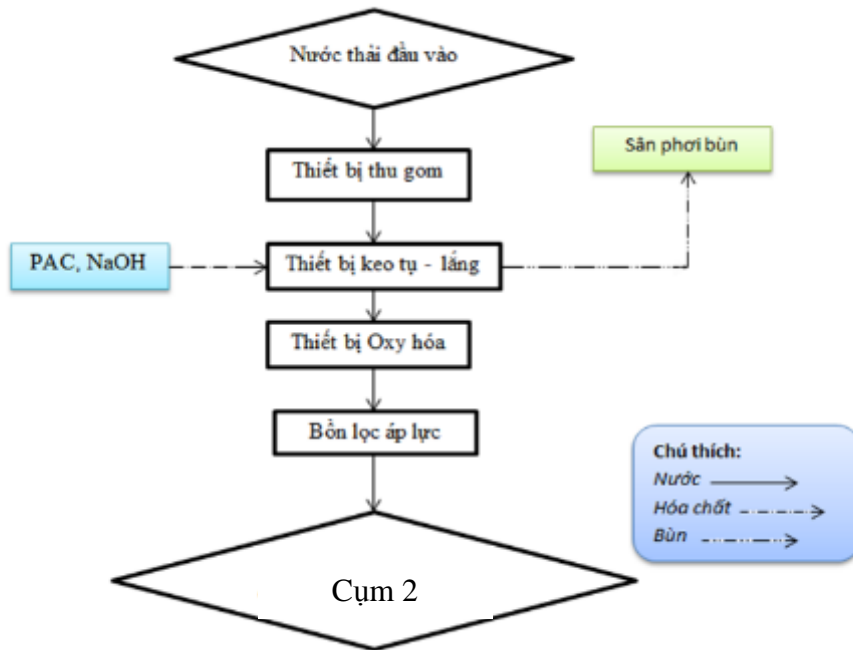 Nước thải đầu vào
Thiết bị thu gom
Sân phơi bùn
PAC, NaOH
Thiết bị keo tụ - lắng
Thiết bị Oxy hóa
Bồn lọc áp lực
Chú thích:
Nước
Hóa chất
Bùn
Cụm 2